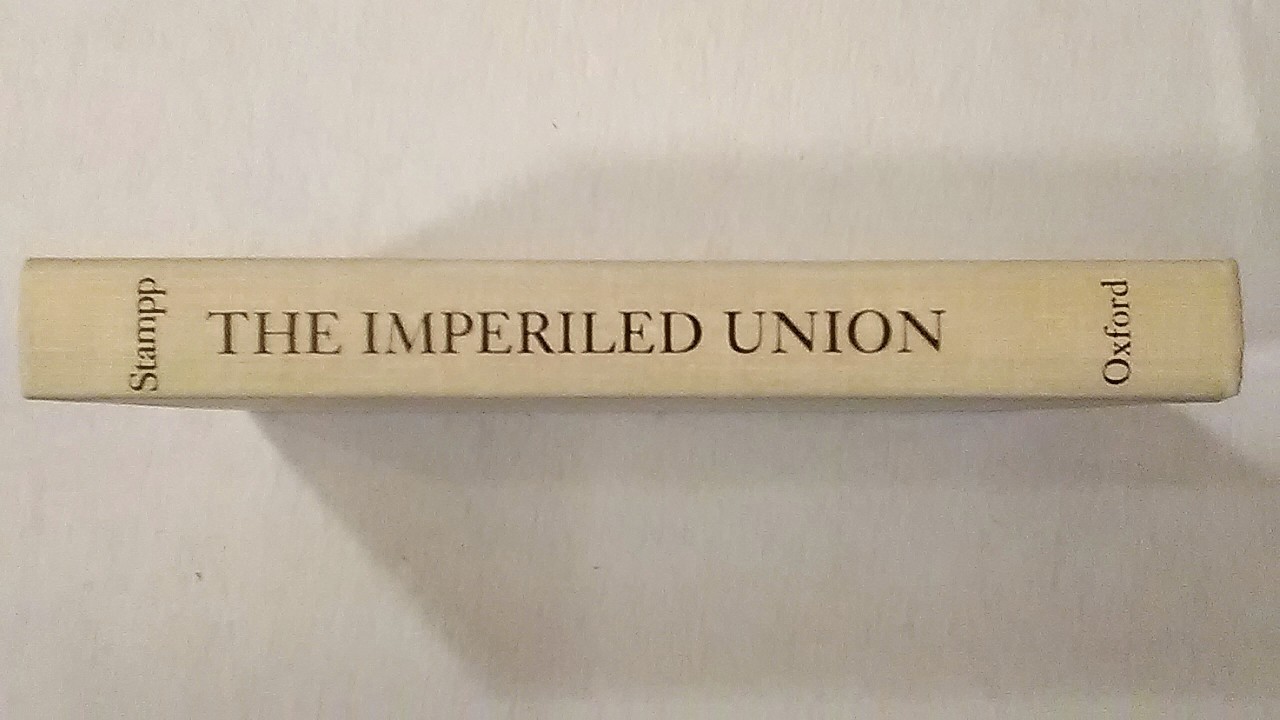 Stampp
THE IMPERILED UNION
Oxford